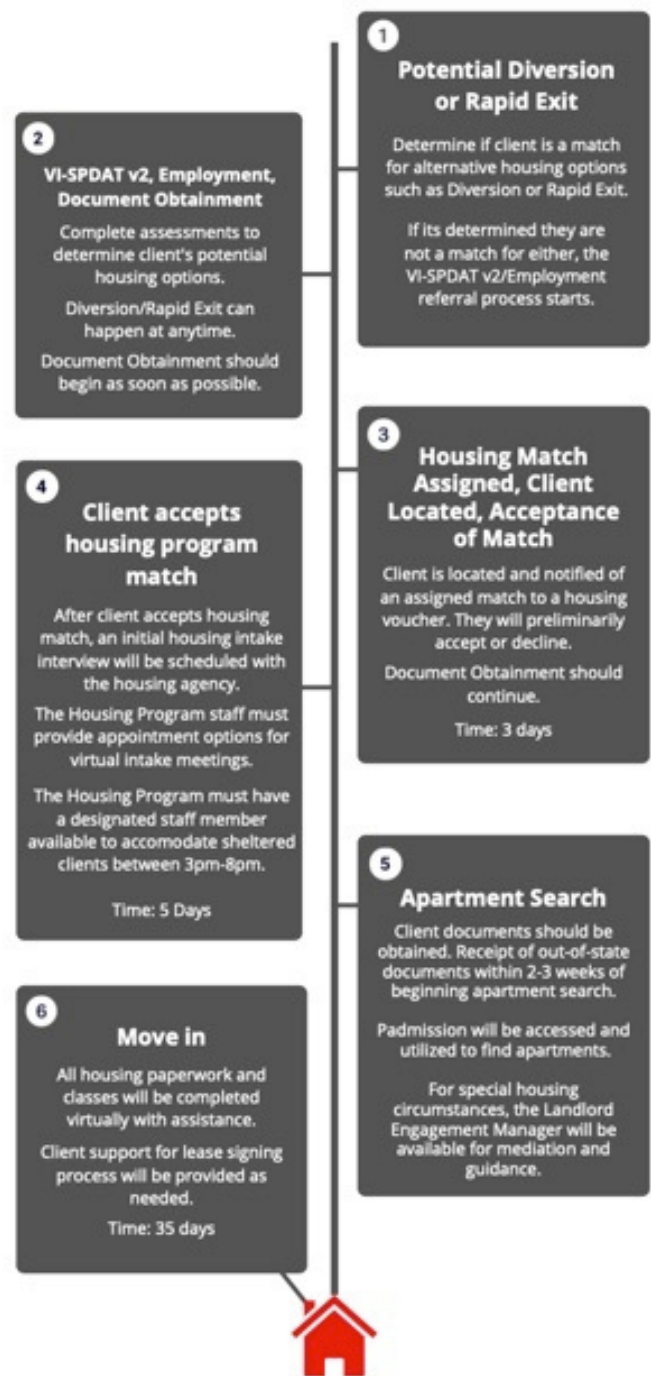 1
Potential Diversion
or Rapid Exit
Determine if client is a match
for alternative housing options
such as Diversion or Rapid Exit.
If its determined they are
not a match for either, the
VI-SPDAT v2/Employment
referral process starts.
2
VI-SPDAT v2, Employment,
Document Obtainment
Complete assessments to
determine client's potential
housing options.
Diversion/Rapid Exit can
happen at anytime.
Document Obtainment should
begin as soon as possible.
3
Housing Match
Assigned, Client
Located, Acceptance
of Match
Client is located and notified of
an assigned match to a housing
voucher. They will preliminarily
accept or decline.
Document Obtainment should
continue.
Time: 3 days
4
Client accepts
housing program
match
After client accepts housing
match, an initial housing intake
interview will be scheduled with
the housing agency.
The Housing Program staff must
provide appointment options for
virtual intake meetings.
The Housing Program must have
a designated staff member
available to accomodate sheltered
clients between 3pm-8pm.
Time: 5 Days
5
Apartment Search
Client documents should be
obtained. Receipt of out-of-state
documents within 2-3 weeks of
beginning apartment search.
Padmission will be accessed and
utilized to find apartments.
For special housing
circumstances, the Landlord
Engagement Manager will be
available for mediation and
guidance.
6
Move in
All housing paperwork and
classes will be completed
virtually with assistance.
Client support for lease signing
process will be provided as
needed.
Time: 35 days